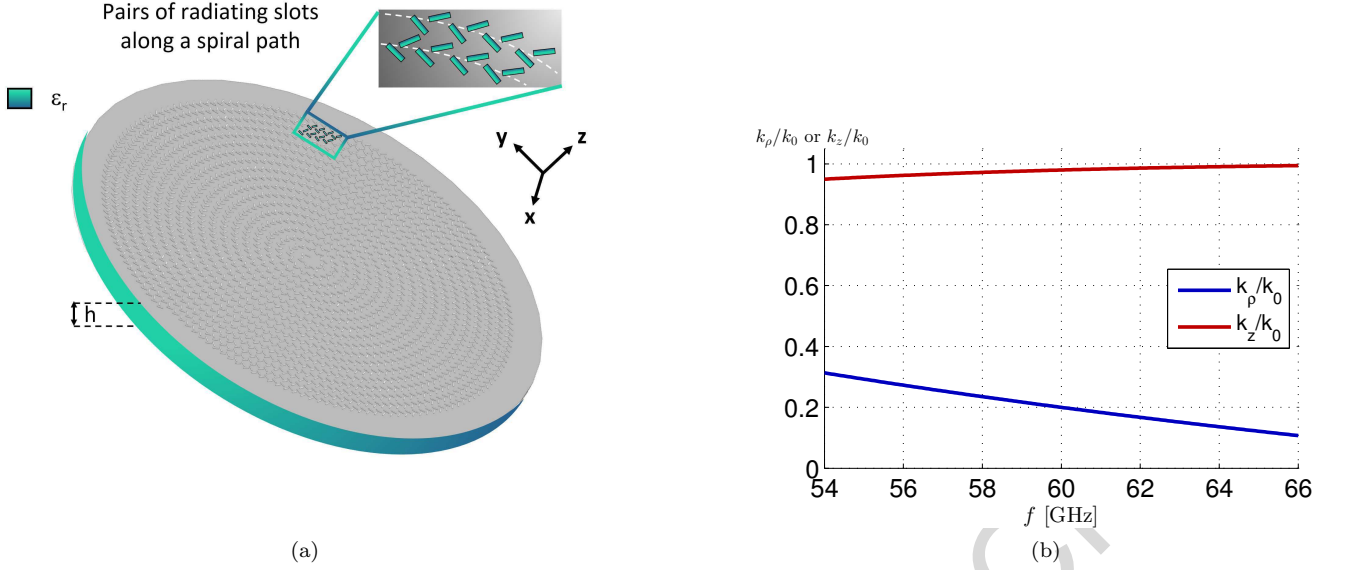 Pairs of radiating slots
along a spiral path
εr
y
z
x
h
(a)
kρ/k0 or kz/k0
1
0.8
0.6
0.4
0.2
0
kρ/k0
kz/k0
54 56 58 60 62 64 66
f [GHz]
(b)